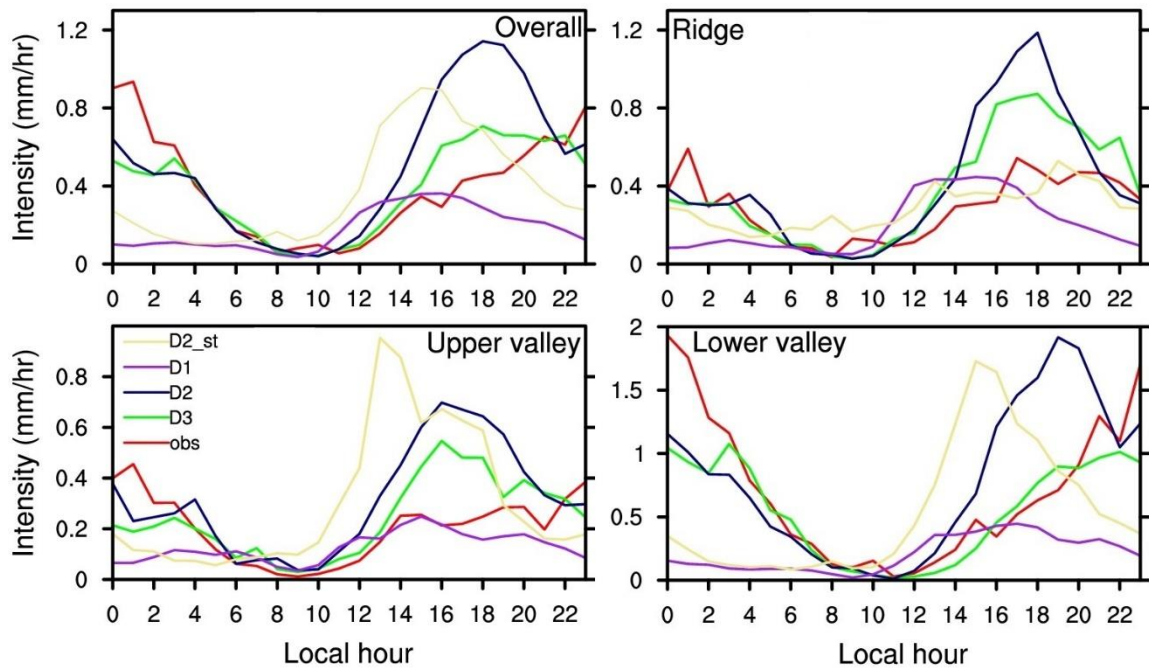 Overall
Intensity (mm/hr)
1.2
0.8
0.4
0
0 2 4 6 8 10 12 14 16 18 20 22
Ridge
1.2
0.8
0.4
0
0 2 4 6 8 10 12 14 16 18 20 22
Upper valley
Intensity (mm/hr)
0.8
0.6
0.4
0.2
0
D2_st
D1
D2
D3
obs
0 2 4 6 8 10 12 14 16 18 20 22
Local hour
Lower valley
2
1.5
1
0.5
0
0 2 4 6 8 10 12 14 16 18 20 22
Local hour